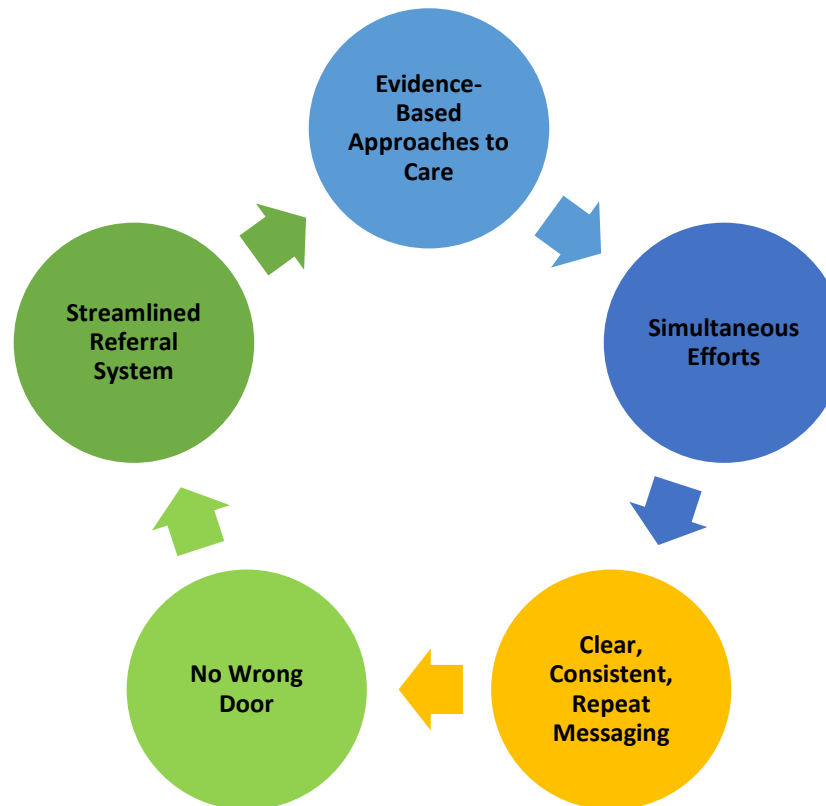 Evidence-
Based
Approaches to
Care
Simultaneous
Efforts
Clear,
Consistent,
Repeat
Messaging
No Wrong
Door
Streamlined
Referral
System